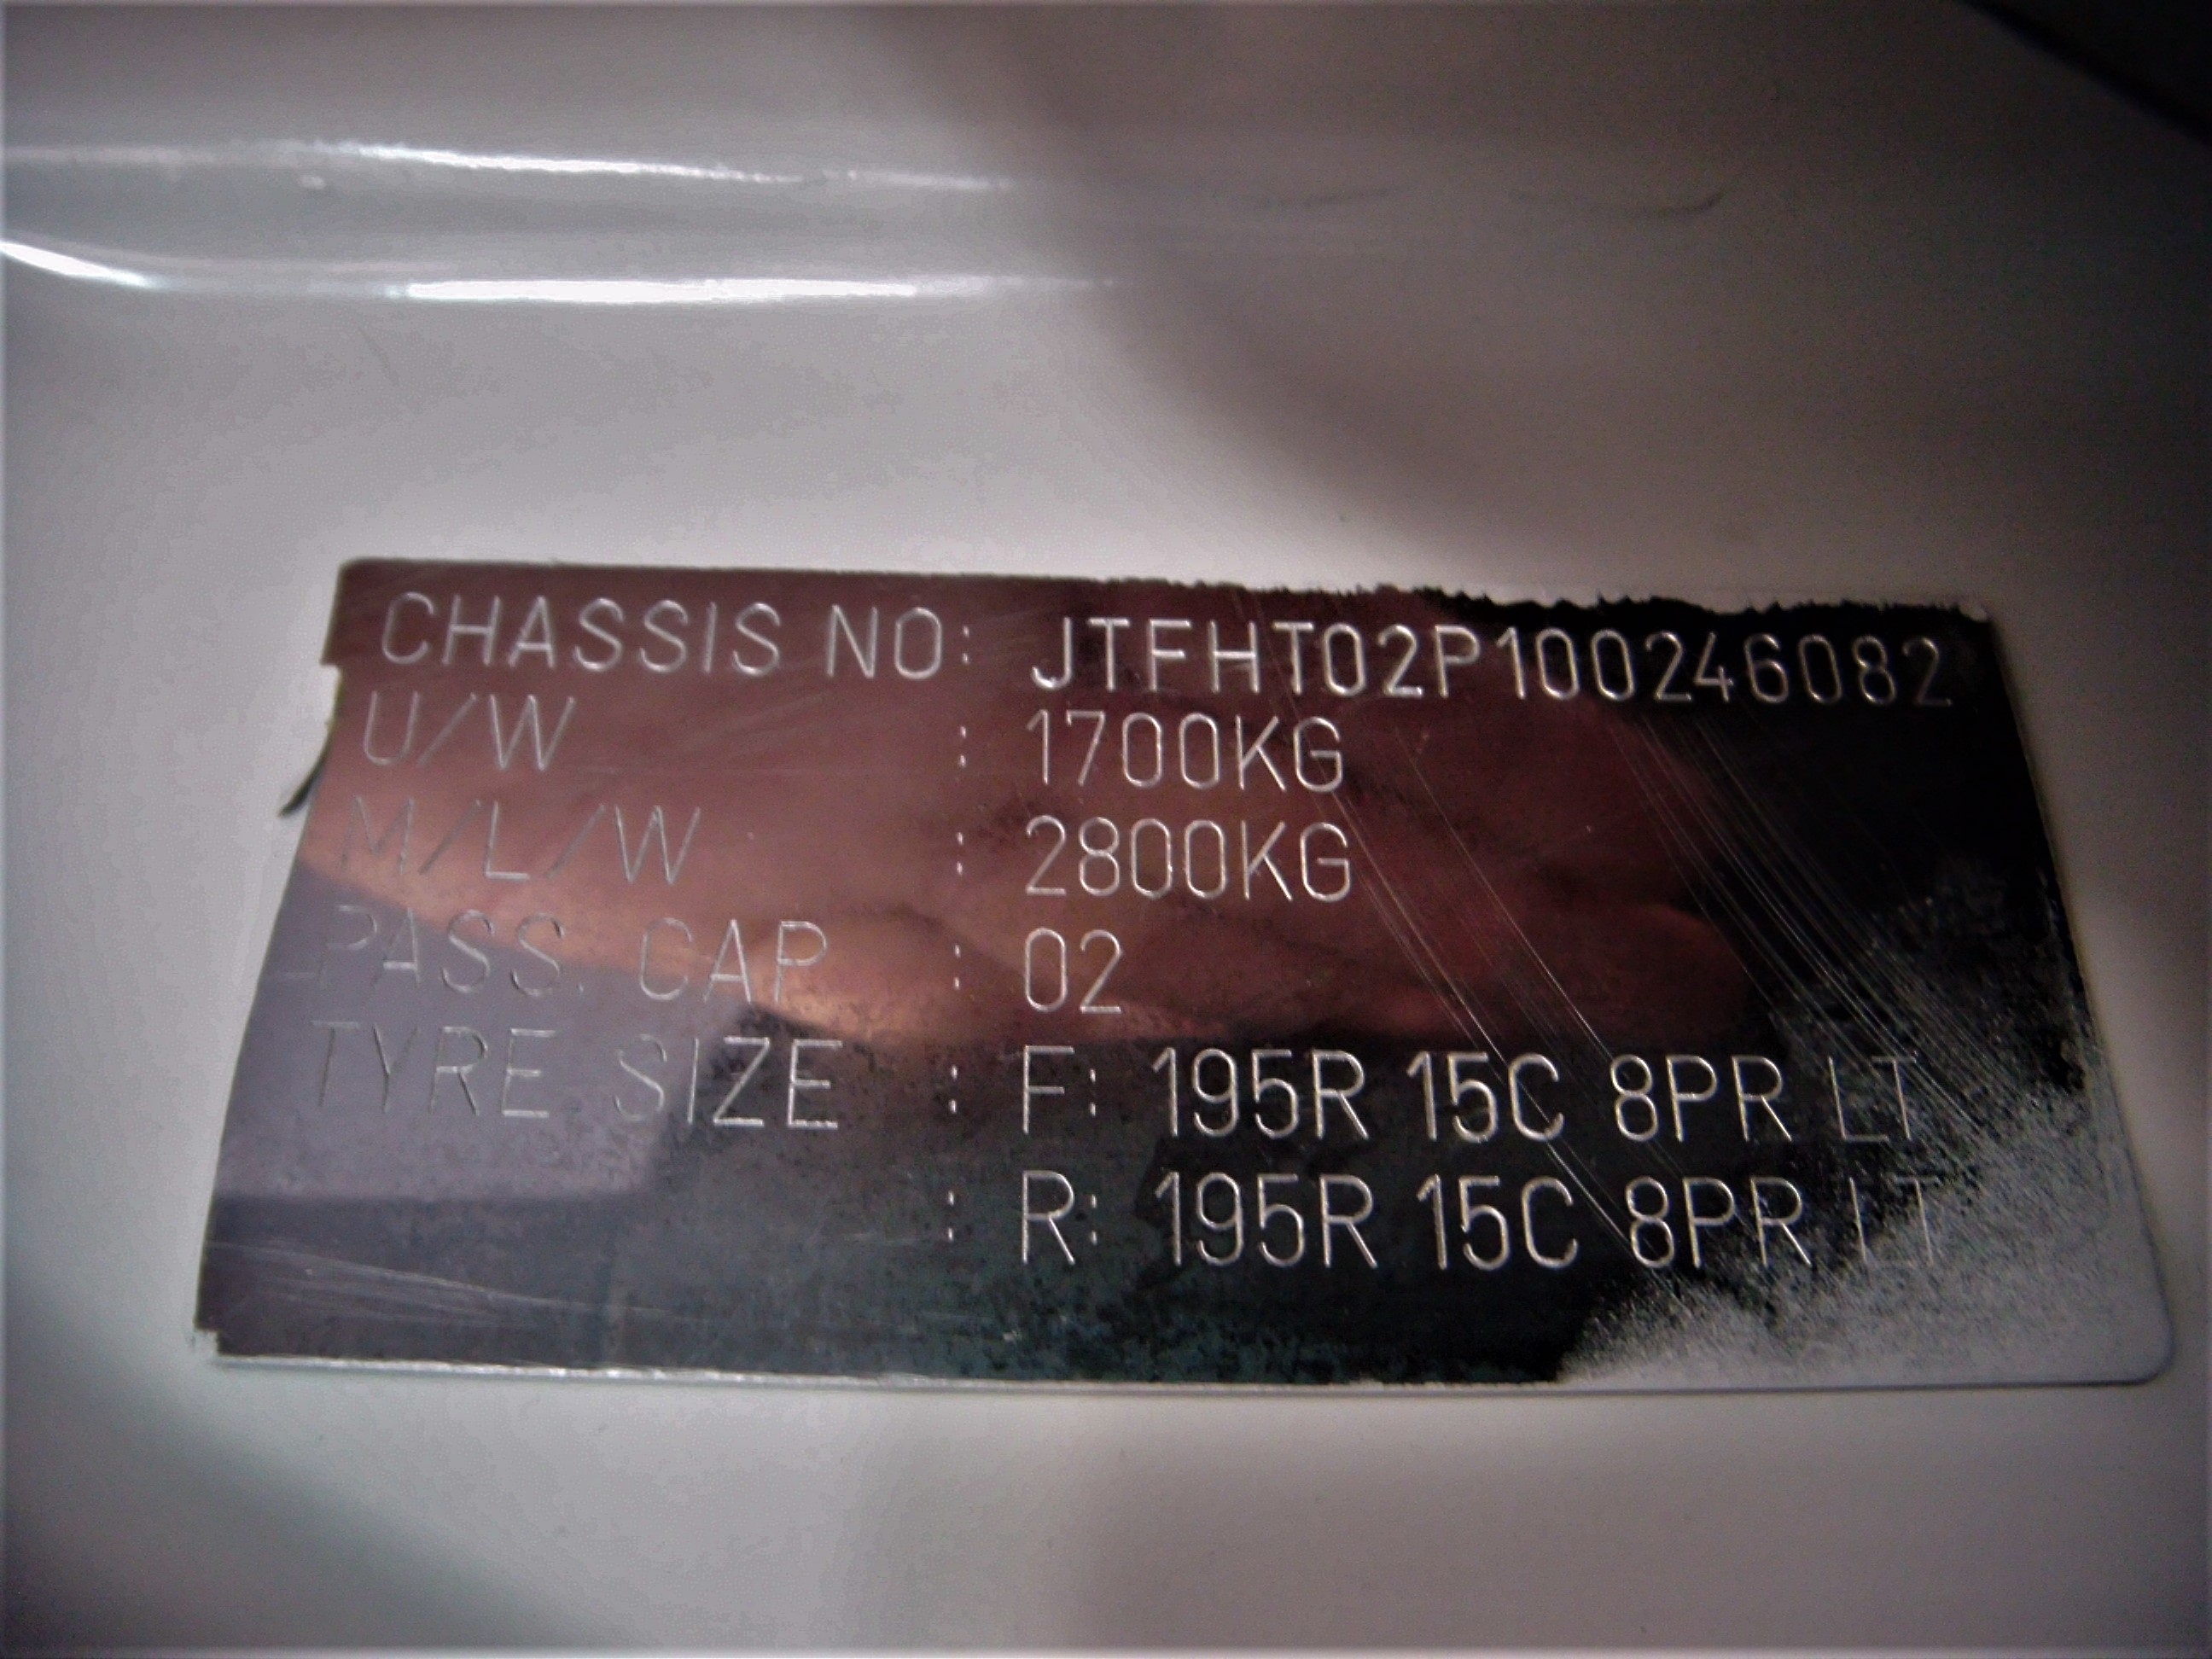 CHASSIS NO: JTFHT02P100246082
U/W : 1700KG
M/L/W : 2800KG
PASS. CAP : 02
TYRE SIZE : F: 195R 15C 8PR LT
: R: 195R 15C 8PR LT